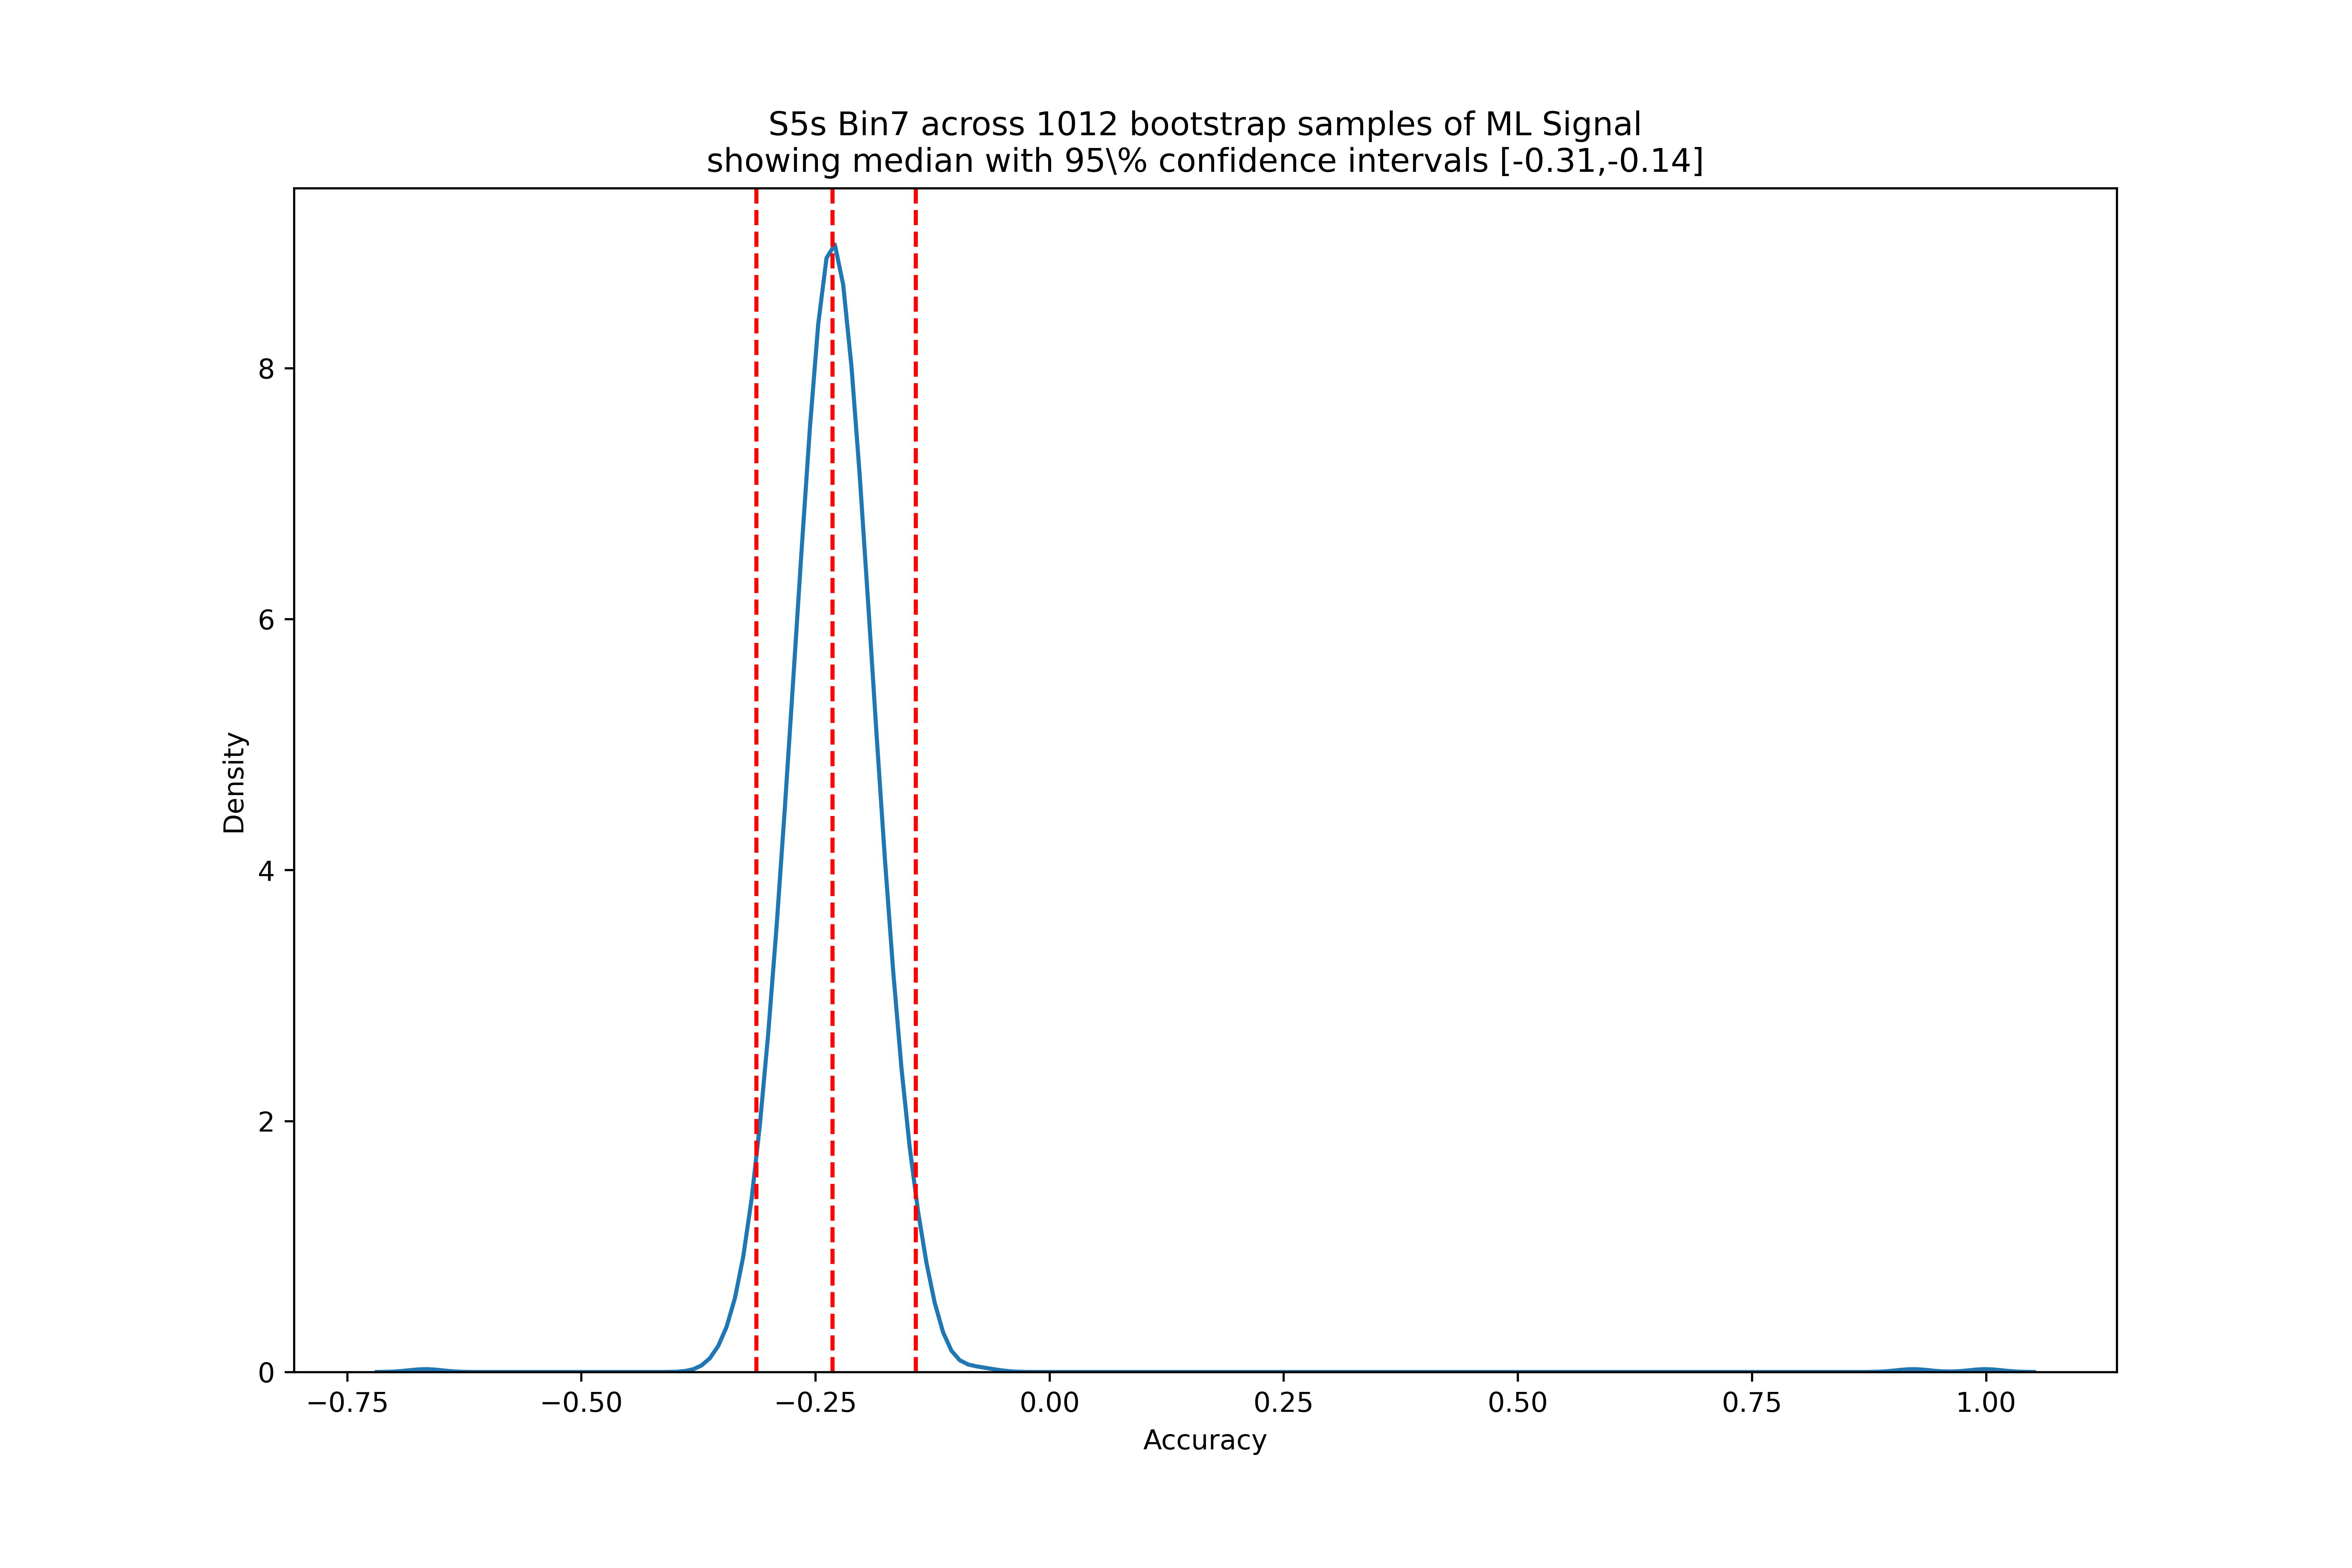 S5s Bin7 across 1012 bootstrap samples of ML Signal
showing median with 95\% confidence intervals [-0.31,-0.14]
Density
8
6
4
2
0
−0.75 −0.50 −0.25 0.00 0.25 0.50 0.75 1.00
Accuracy